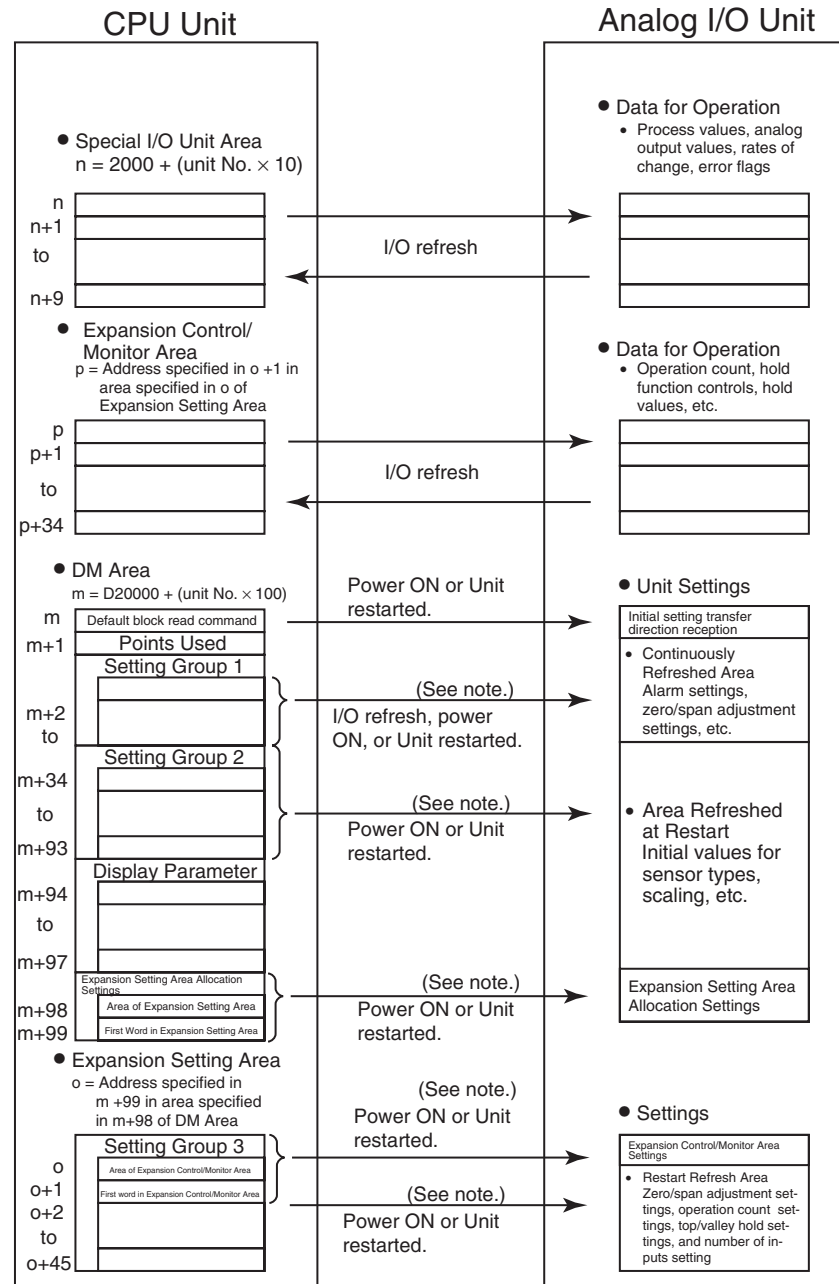 CPU Unit
Analog I/O Unit
● Special I/O Unit Area
n = 2000 + (unit No. × 10)
n
n+1
to
n+9
I/O refresh
● Data for Operation
• Process values, analog
output values, rates of
change, error flags
● Expansion Control/
Monitor Area
p = Address specified in o +1 in
area specified in o of
Expansion Setting Area
p
p+1
to
p+34
I/O refresh
● Data for Operation
• Operation count, hold
function controls, hold
values, etc.
● DM Area
m = D20000 + (unit No. × 100)
m
Default block read command
m+1
Points Used
Setting Group 1
m+2
to
Setting Group 2
m+34
to
m+93
Display Parameter
m+94
to
m+97
Expansion Setting Area Allocation
Settings
m+98
Area of Expansion Setting Area
m+99
First Word in Expansion Setting Area
Power ON or Unit
restarted.
(See note.)
I/O refresh, power
ON, or Unit restarted.
(See note.)
Power ON or Unit
restarted.
(See note.)
Power ON or Unit
restarted.
● Unit Settings
Initial setting transfer
direction reception
• Continuously
Refreshed Area
Alarm settings,
zero/span adjustment
settings, etc.
• Area Refreshed
at Restart
Initial values for
sensor types,
scaling, etc.
Expansion Setting Area
Allocation Settings
● Expansion Setting Area
o = Address specified in
m +99 in area specified
in m+98 of DM Area
Setting Group 3
o
Area of Expansion Control/Monitor Area
o+1
First word in Expansion Control/Monitor Area
o+2
to
o+45
(See note.)
Power ON or Unit
restarted.
(See note.)
Power ON or Unit
restarted.
● Settings
Expansion Control/Monitor Area
Settings
• Restart Refresh Area
Zero/span adjustment set-
tings, operation count set-
tings, top/valley hold set-
tings, and number of in-
puts setting